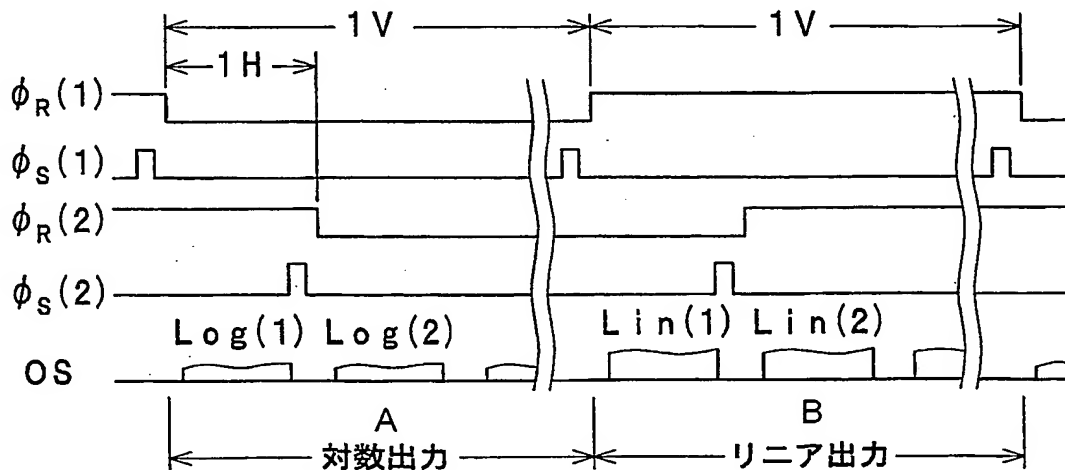 1V 1V
1H
φR(1)
φS(1)
φR(2)
φS(2)
Log(1) Log(2) Lin(1) Lin(2)
OS
A B
対数出力 リニア出力